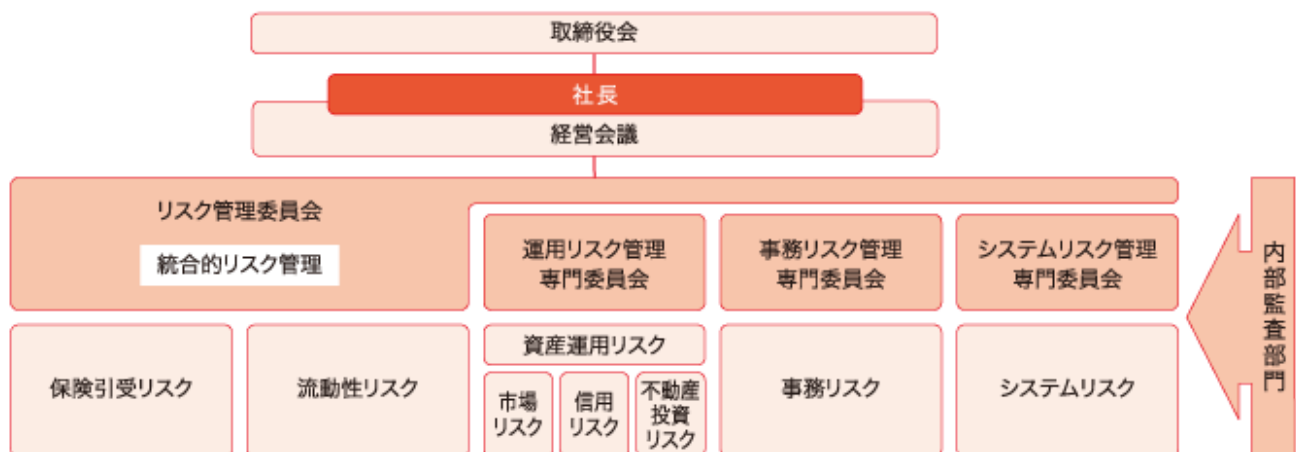 取締役会
社長
経営会議
リスク管理委員会
統合的リスク管理
運用リスク管理
専門委員会
事務リスク管理
専門委員会
システムリスク管理
専門委員会
保険引受リスク
流動性リスク
資産運用リスク
市場
リスク
信用
リスク
不動産
投資
リスク
事務リスク
システムリスク
内部監査部門